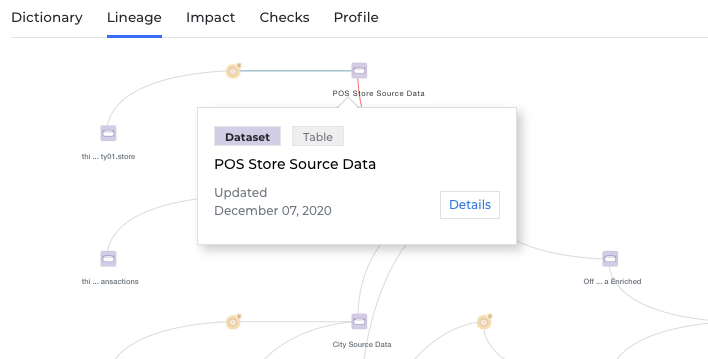 Dictionary Lineage Impact Checks Profile
POS Store Source Data
Dataset Table
POS Store Source Data
Updated
December 07, 2020
Details
thi ... ty01.store
thi ... ansactions
Off ... a Enriched
City Source Data